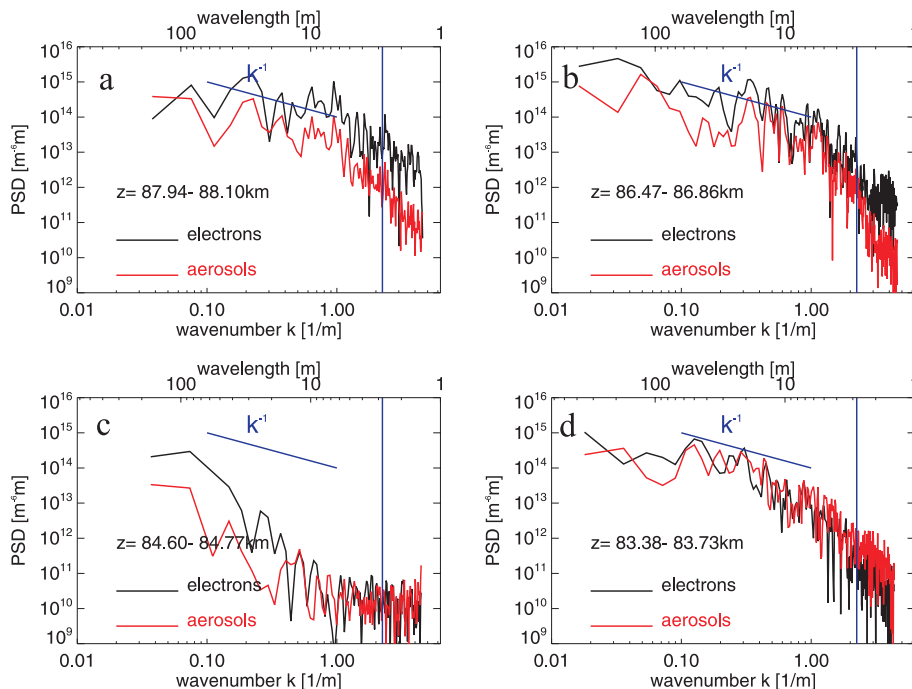 wavelength [m]
100 10 1
10¹⁶
10¹⁵
10¹⁴
10¹³
10¹²
10¹¹
10¹⁰
10⁹
PSD [m⁻⁶m]
a
k⁻¹
z= 87.94- 88.10km
electrons
aerosols
0.01 0.10 1.00
wavenumber k [1/m]
wavelength [m]
100 10 1
10¹⁶
10¹⁵
10¹⁴
10¹³
10¹²
10¹¹
10¹⁰
10⁹
PSD [m⁻⁶m]
b
k⁻¹
z= 86.47- 86.86km
electrons
aerosols
0.01 0.10 1.00
wavenumber k [1/m]
wavelength [m]
100 10 1
10¹⁶
10¹⁵
10¹⁴
10¹³
10¹²
10¹¹
10¹⁰
10⁹
PSD [m⁻⁶m]
c
k⁻¹
z= 84.60- 84.77km
electrons
aerosols
0.01 0.10 1.00
wavenumber k [1/m]
wavelength [m]
100 10 1
10¹⁶
10¹⁵
10¹⁴
10¹³
10¹²
10¹¹
10¹⁰
10⁹
PSD [m⁻⁶m]
d
k⁻¹
z= 83.38- 83.73km
electrons
aerosols
0.01 0.10 1.00
wavenumber k [1/m]